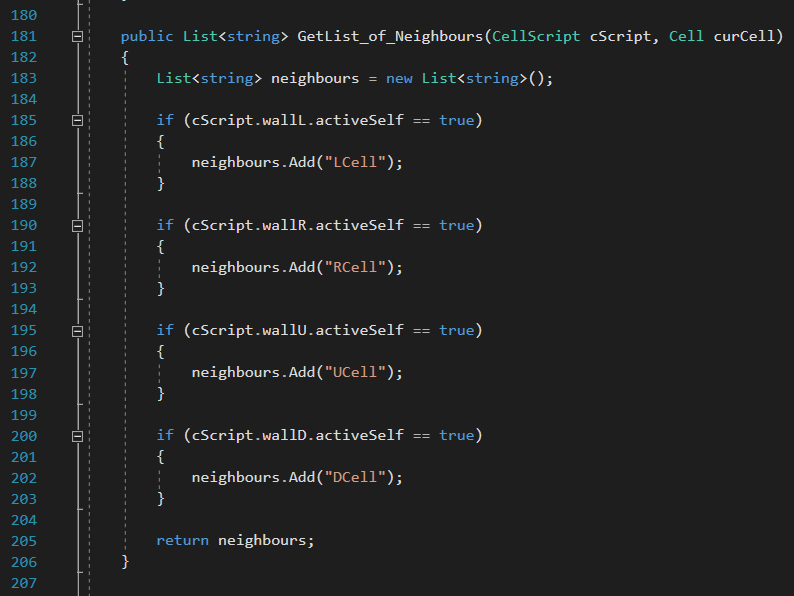 180
181 public List<string> GetList_of_Neighbours(CellScript cScript, Cell curCell)
182 {
183 List<string> neighbours = new List<string>();
184
185 if (cScript.wallL.activeSelf == true)
186 {
187 neighbours.Add("LCell");
188 }
189
190 if (cScript.wallR.activeSelf == true)
191 {
192 neighbours.Add("RCell");
193 }
194
195 if (cScript.wallU.activeSelf == true)
196 {
197 neighbours.Add("UCell");
198 }
199
200 if (cScript.wallD.activeSelf == true)
201 {
202 neighbours.Add("DCell");
203 }
204
205 return neighbours;
206 }
207